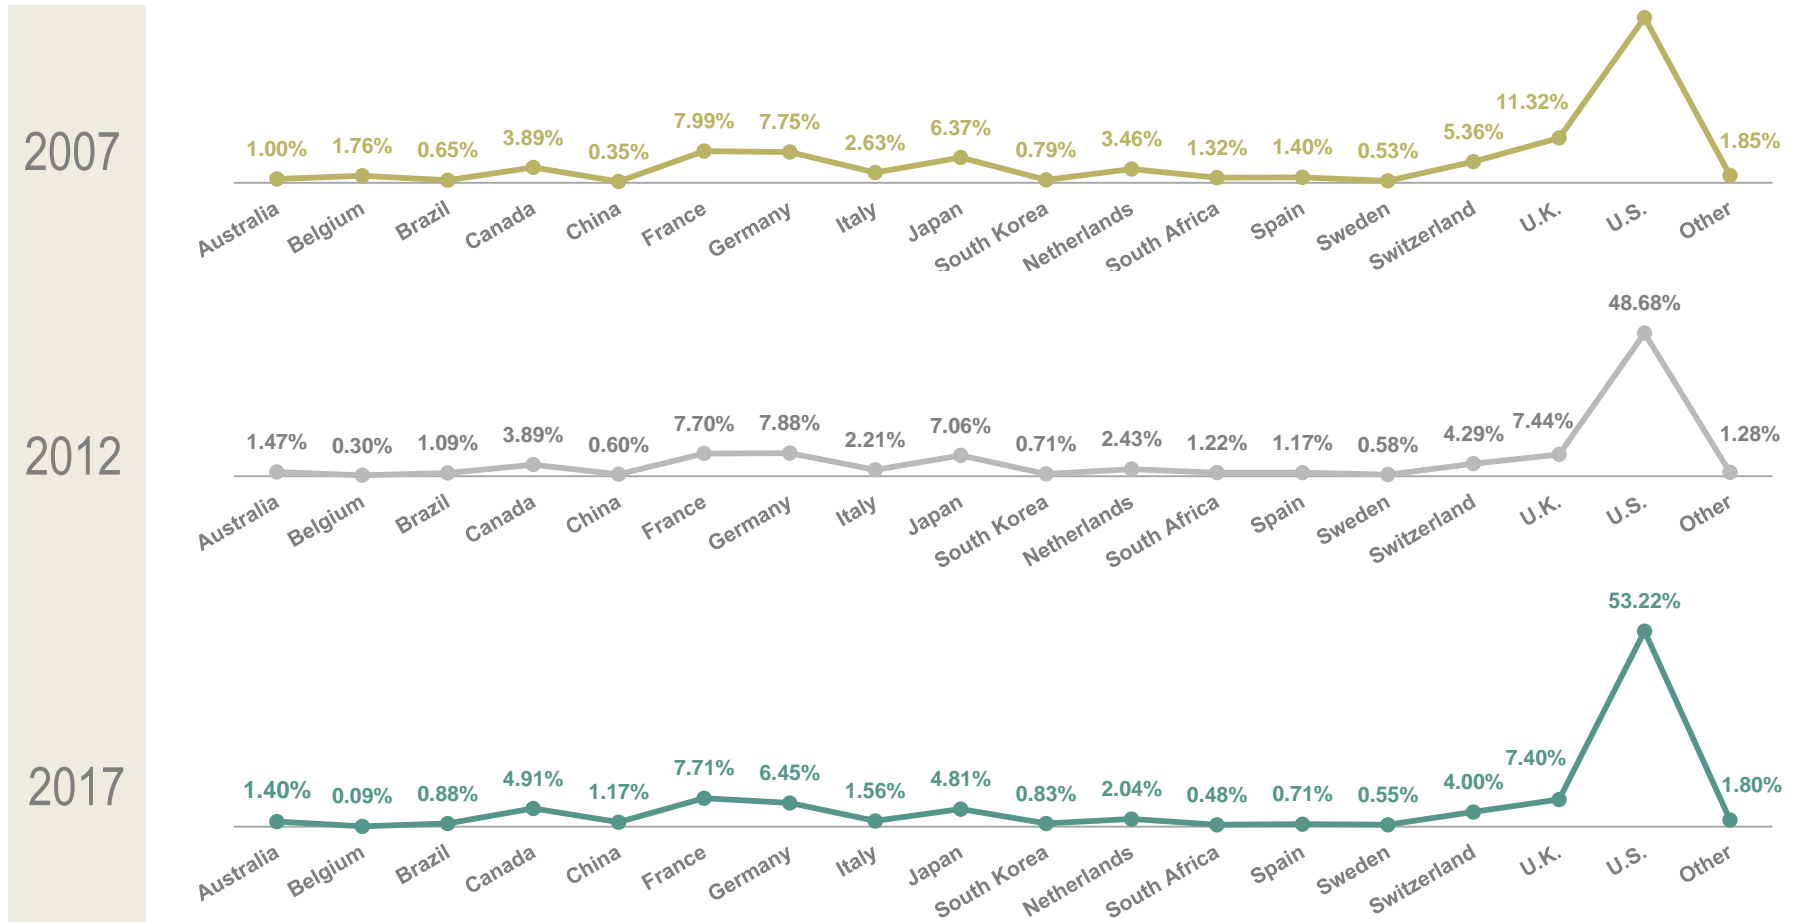 2007
11.32%
1.00% 1.76% 0.65% 3.89% 0.35% 7.99% 7.75% 2.63% 6.37% 0.79% 3.46% 1.32% 1.40% 0.53% 5.36% 1.85%
Australia Belgium Brazil Canada China France Germany Italy Japan South Korea Netherlands South Africa Spain Sweden Switzerland U.K. U.S. Other
48.68%
2012
1.47% 0.30% 1.09% 3.89% 0.60% 7.70% 7.88% 2.21% 7.06% 0.71% 2.43% 1.22% 1.17% 0.58% 4.29% 7.44% 1.28%
Australia Belgium Brazil Canada China France Germany Italy Japan South Korea Netherlands South Africa Spain Sweden Switzerland U.K. U.S. Other
53.22%
2017
1.40% 0.09% 0.88% 4.91% 1.17% 7.71% 6.45% 1.56% 4.81% 0.83% 2.04% 0.48% 0.71% 0.55% 4.00% 7.40% 1.80%
Australia Belgium Brazil Canada China France Germany Italy Japan South Korea Netherlands South Africa Spain Sweden Switzerland U.K. U.S. Other